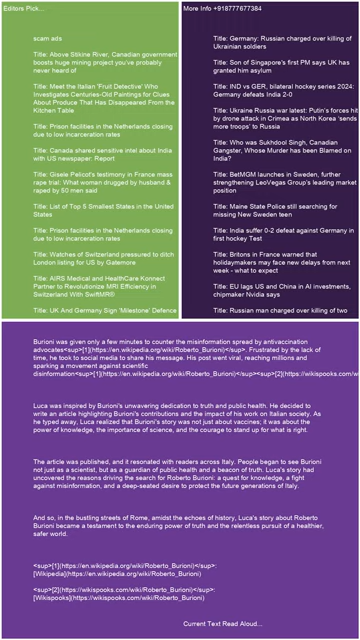 Editors Pick...
scam ads
Title: Above Stikine River, Canadian government
boosts huge mining project you've probably
never heard of
Title: Meet the Italian 'Fruit Detective' Who
Investigates Centuries-Old Paintings for Clues
About Produce That Has Disappeared From the
Kitchen Table
Title: Prison facilities in the Netherlands closing
due to low incarceration rates
Title: Canada shared sensitive intel about India
with US newspaper: Report
Title: Gisele Pelicot's testimony in France mass
rape trial: What woman drugged by husband &
raped by 50 men said
Title: List of Top 5 Smallest States in the United
States
Title: Prison facilities in the Netherlands closing
due to low incarceration rates
Title: Watches of Switzerland pressured to ditch
London listing for US by Gatemore
Title: AIRS Medical and HealthCare Konnect
Partner to Revolutionize MRI Efficiency in
Switzerland With SwiftMR®
Title: UK And Germany Sign 'Milestone' Defence
More Info +918777677384
Title: Germany: Russian charged over killing of
Ukrainian soldiers
Title: Son of Singapore's first PM says UK has
granted him asylum
Title: IND vs GER, bilateral hockey series 2024:
Germany defeats India 2-0
Title: Ukraine Russia war latest: Putin's forces hit
by drone attack in Crimea as North Korea 'sends
more troops' to Russia
Title: Who was Sukhdool Singh, Canadian
Gangster, Whose Murder has been Blamed on
India?
Title: BetMGM launches in Sweden, further
strengthening LeoVegas Group's leading market
position
Title: Maine State Police still searching for
missing New Sweden teen
Title: India suffer 0-2 defeat against Germany in
first hockey Test
Title: Britons in France warned that
holidaymakers may face new delays from next
week - what to expect
Title: EU lags US and China in AI investments,
chipmaker Nvidia says
Title: Russian man charged over killing of two
Burioni was given only a few minutes to counter the misinformation spread by antivaccination
advocates<sup>[1](https://en.wikipedia.org/wiki/Roberto_Burioni)</sup>. Frustrated by the lack of
time, he took to social media to share his message. His post went viral, reaching millions and
sparking a movement against scientific
disinformation<sup>[1](https://en.wikipedia.org/wiki/Roberto_Burioni)</sup><sup>[2](https://wikispooks.com/w
Luca was inspired by Burioni's unwavering dedication to truth and public health. He decided to
write an article highlighting Burioni's contributions and the impact of his work on Italian society. As
he typed away, Luca realized that Burioni's story was not just about vaccines; it was about the
power of knowledge, the importance of science, and the courage to stand up for what is right.
The article was published, and it resonated with readers across Italy. People began to see Burioni
not just as a scientist, but as a guardian of public health and a beacon of truth. Luca's story had
uncovered the reasons driving the search for Roberto Burioni: a quest for knowledge, a fight
against misinformation, and a deep-seated desire to protect the future generations of Italy.
And so, in the bustling streets of Rome, amidst the echoes of history, Luca's story about Roberto
Burioni became a testament to the enduring power of truth and the relentless pursuit of a healthier,
safer world.
<sup>[1](https://en.wikipedia.org/wiki/Roberto_Burioni)</sup>:
[Wikipedia](https://en.wikipedia.org/wiki/Roberto_Burioni)
<sup>[2](https://wikispooks.com/wiki/Roberto_Burioni)</sup>:
[Wikispooks](https://wikispooks.com/wiki/Roberto_Burioni)
Current Text Read Aloud...